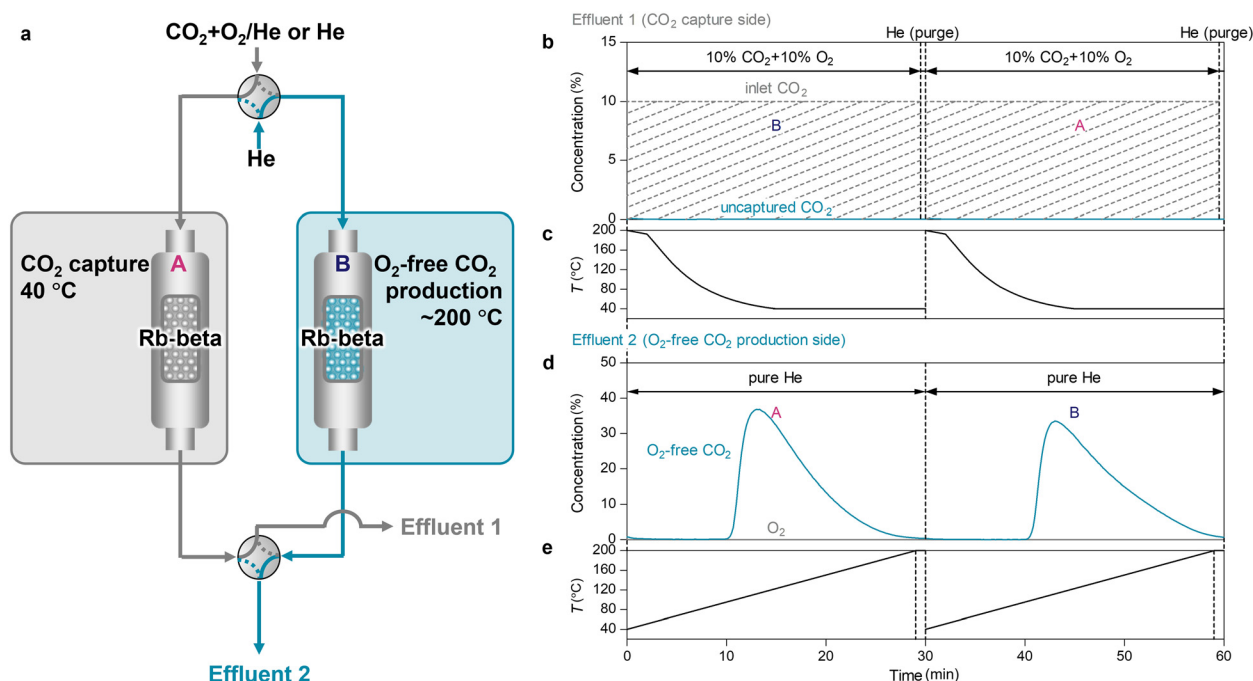 a
CO2+O2/He or He
He
CO2 capture
40 °C
A
Rb-beta
B
O2-free CO2
production
~200 °C
Rb-beta
Effluent 1
Effluent 2
Effluent 1 (CO2 capture side)
b
He (purge)
He (purge)
15
10
5
0
Concentration (%)
10% CO2+10% O2
10% CO2+10% O2
inlet CO2
B
A
uncaptured CO2
c
200
160
120
80
40
T (°C)
Effluent 2 (O2-free CO2 production side)
d
50
40
30
20
10
0
Concentration (%)
pure He
pure He
A
B
O2-free CO2
O2
e
200
160
120
80
40
T (°C)
0
10
20
30
40
50
60
Time (min)